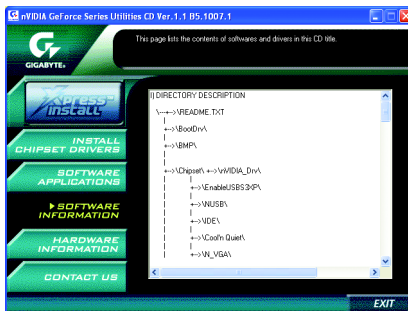 nVIDIA GeForce Series Utilities CD Ver.1.1 B5.1007.1
This page lists the contents of softwares and drivers in this CD title.
GIGABYTE
Xpress
Install
INSTALL
CHIPSET DRIVERS
SOFTWARE
APPLICATIONS
SOFTWARE
INFORMATION
HARDWARE
INFORMATION
CONTACT US
I) DIRECTORY DESCRIPTION
\---+-->\README.TXT
+-->\BootDrv\
+-->\BMP\
|
+-->\Chipset\ +-->\nVIDIA_Drv\
| +-->\EnableUSBS3XP\
| +-->\NUSB\
| +-->\IDE\
| +-->\Cool'n Quiet\
| +-->\N_VGA\
EXIT